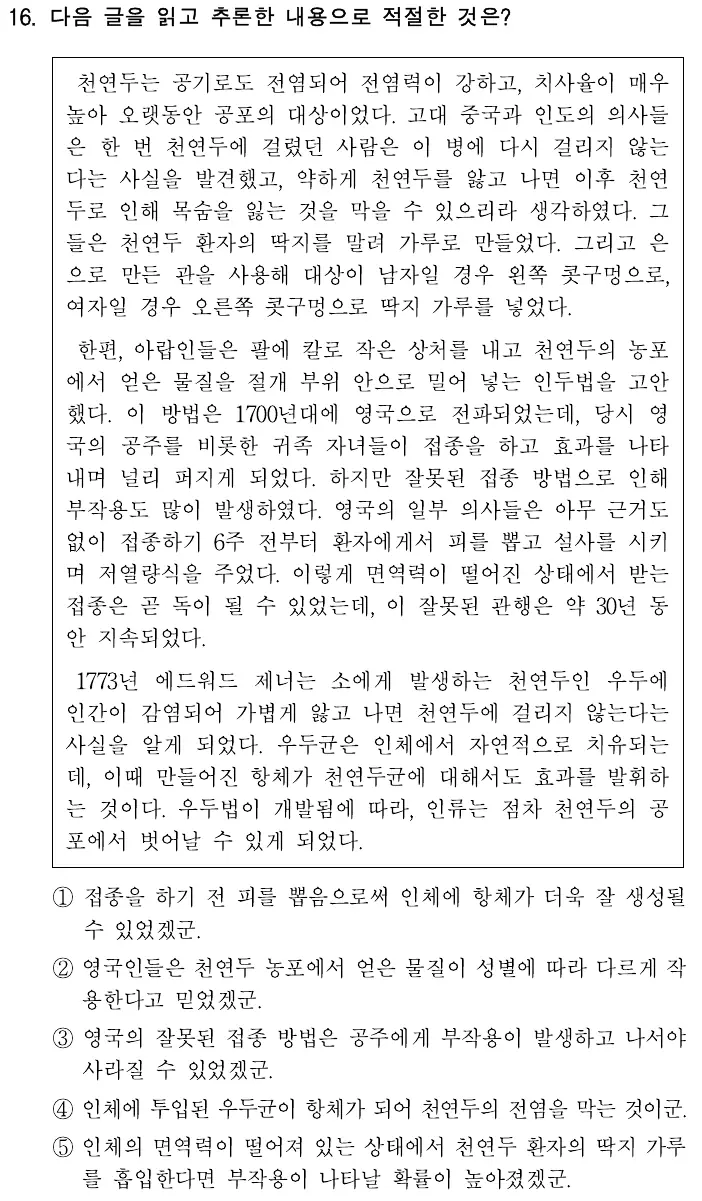 16. 다음 글을 읽고 추론한 내용으로 적절한 것은?
천연두는 공기로도 전염되어 전염력이 강하고, 치사율이 매우
높아 오랫동안 공포의 대상이었다. 고대 중국과 인도의 의사들
은 한 번 천연두에 걸렸던 사람은 이 병에 다시 걸리지 않는
다는 사실을 발견했고, 약하게 천연두를 앓고 나면 이후 천연
두로 인해 목숨을 잃는 것을 막을 수 있으리라 생각하였다. 그
들은 천연두 환자의 딱지를 말려 가루로 만들었다. 그리고 은
으로 만든 관을 사용해 대상이 남자일 경우 왼쪽 콧구멍으로,
여자일 경우 오른쪽 콧구멍으로 딱지 가루를 넣었다.
한편, 아랍인들은 팔에 칼로 작은 상처를 내고 천연두의 농포
에서 얻은 물질을 절개 부위 안으로 밀어 넣는 인두법을 고안
했다. 이 방법은 1700년대에 영국으로 전파되었는데, 당시 영
국의 공주를 비롯한 귀족 자녀들이 접종을 하고 효과를 나타
내며 널리 퍼지게 되었다. 하지만 잘못된 접종 방법으로 인해
부작용도 많이 발생하였다. 영국의 일부 의사들은 아무 근거도
없이 접종하기 6주 전부터 환자에게서 피를 뽑고 설사를 시키
며 저열량식을 주었다. 이렇게 면역력이 떨어진 상태에서 받는
접종은 곧 독이 될 수 있었는데, 이 잘못된 관행은 약 30년 동
안 지속되었다.
1773년 에드워드 제너는 소에게 발생하는 천연두인 우두에
인간이 감염되어 가볍게 앓고 나면 천연두에 걸리지 않는다는
사실을 알게 되었다. 우두균은 인체에서 자연적으로 치유되는
데, 이때 만들어진 항체가 천연두균에 대해서도 효과를 발휘하
는 것이다. 우두법이 개발됨에 따라, 인류는 점차 천연두의 공
포에서 벗어날 수 있게 되었다.
① 접종을 하기 전 피를 뽑음으로써 인체에 항체가 더욱 잘 생성될
수 있었겠군.
② 영국인들은 천연두 농포에서 얻은 물질이 성별에 따라 다르게 작
용한다고 믿었겠군.
③ 영국의 잘못된 접종 방법은 공주에게 부작용이 발생하고 나서야
사라질 수 있었겠군.
④ 인체에 투입된 우두균이 항체가 되어 천연두의 전염을 막는 것이군.
⑤ 인체의 면역력이 떨어져 있는 상태에서 천연두 환자의 딱지 가루
를 흡입한다면 부작용이 나타날 확률이 높아졌겠군.